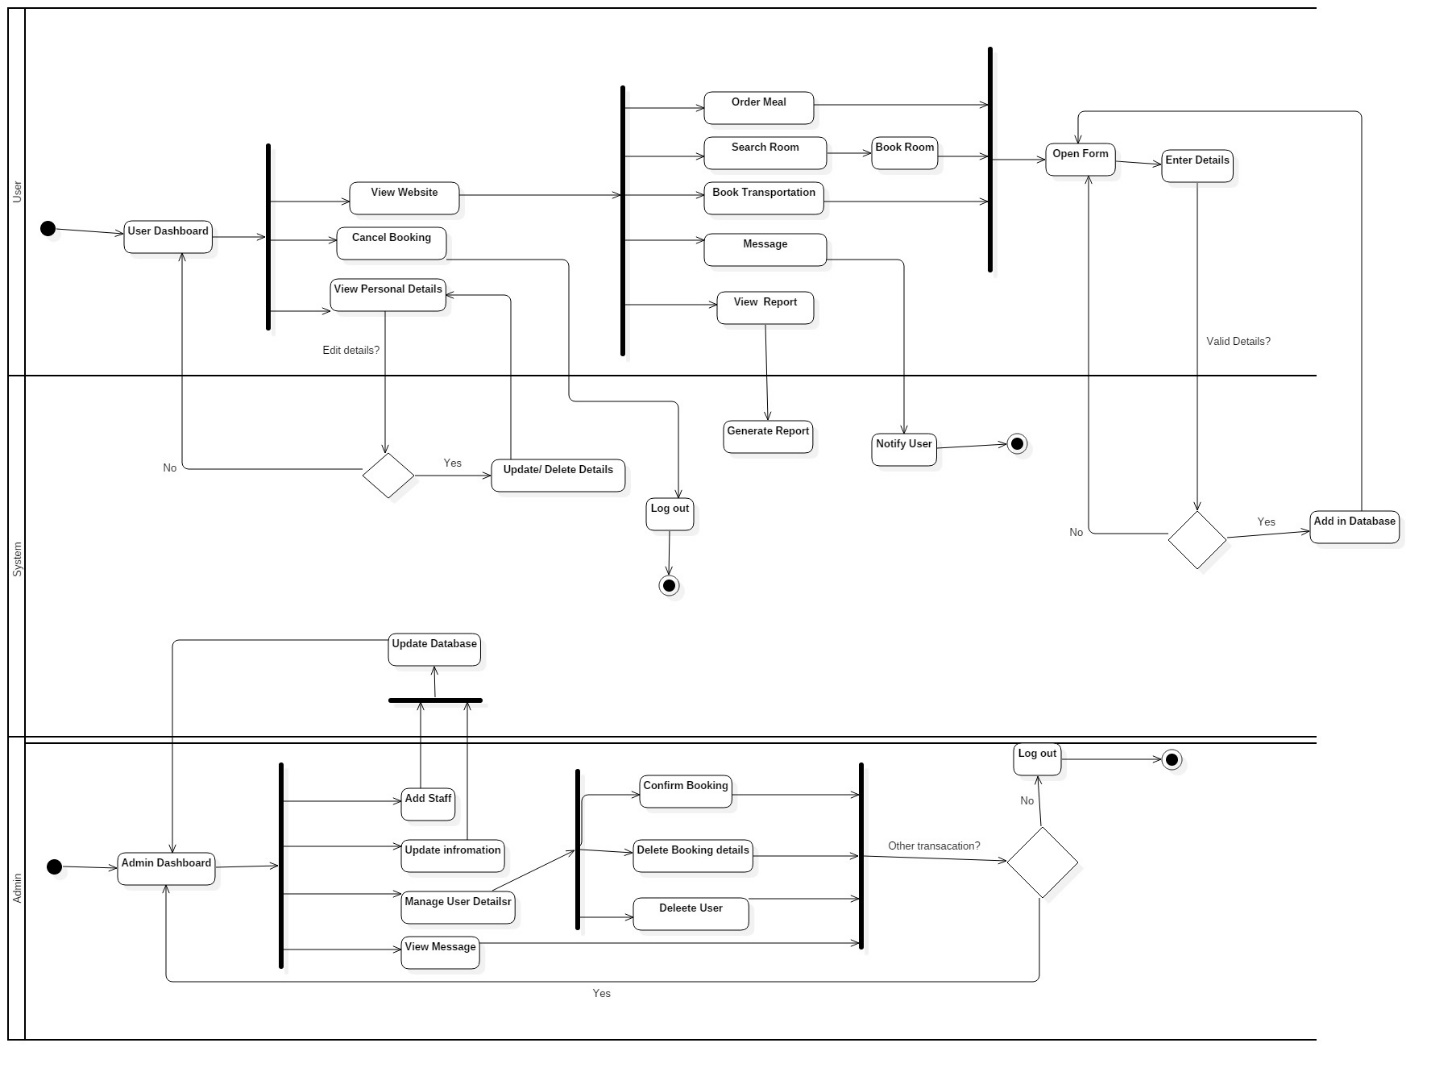 User
Order Meal
Search Room
Book Room
Open Form
Enter Details
View Website
Book Transportation
User Dashboard
Cancel Booking
Message
View Personal Details
View  Report
Edit details?
Valid Details?
System
Generate Report
Notify User
No
Yes
Update/ Delete Details
Log out
No
Yes
Add in Database
Update Database
Admin
Log out
Confirm Booking
Add Staff
No
Admin Dashboard
Update infromation
Delete Booking details
Other transacation?
Manage User Detailsr
Deleete User
View Message
Yes